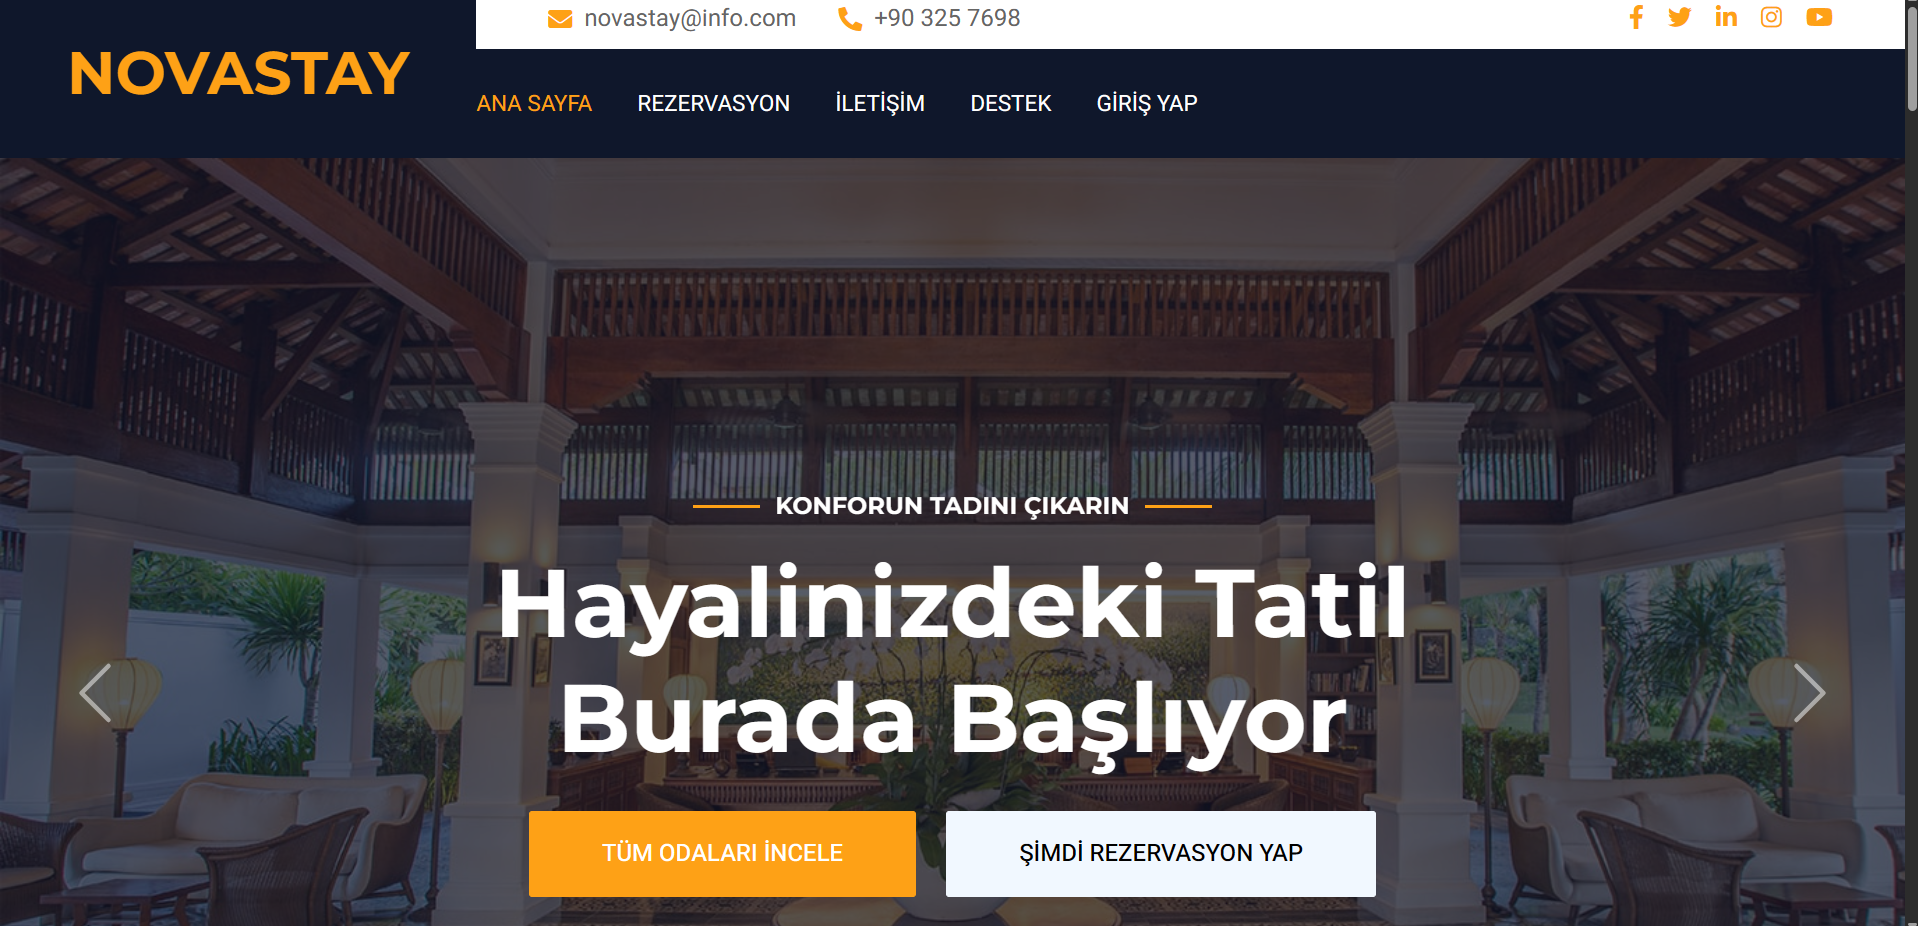 NOVASTAY
novastay@info.com +90 325 7698
ANA SAYFA REZERVASYON İLETİŞİM DESTEK GİRİŞ YAP
KONFORUN TADINI ÇIKARIN
Hayalinizdeki Tatil
Burada Başlıyor
TÜM ODALARI İNCELE ŞİMDİ REZERVASYON YAP